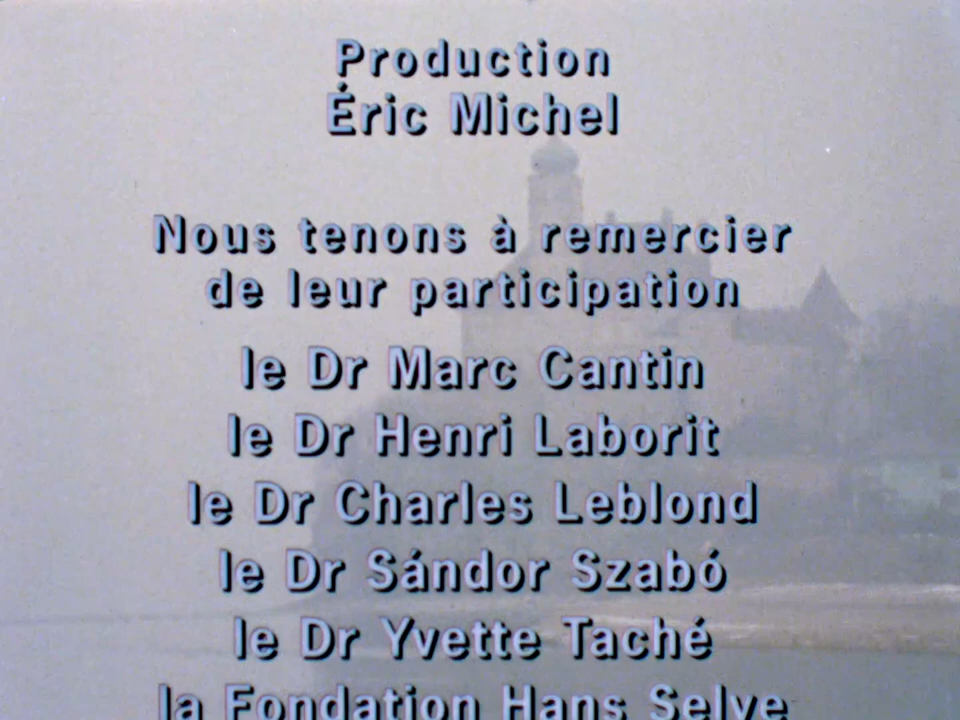 Production
Éric Michel
Nous tenons à remercier
de leur participation
le Dr Marc Cantin
le Dr Henri Laborit
le Dr Charles Leblond
le Dr Sándor Szabó
le Dr Yvette Taché
la Fondation Hans Selye